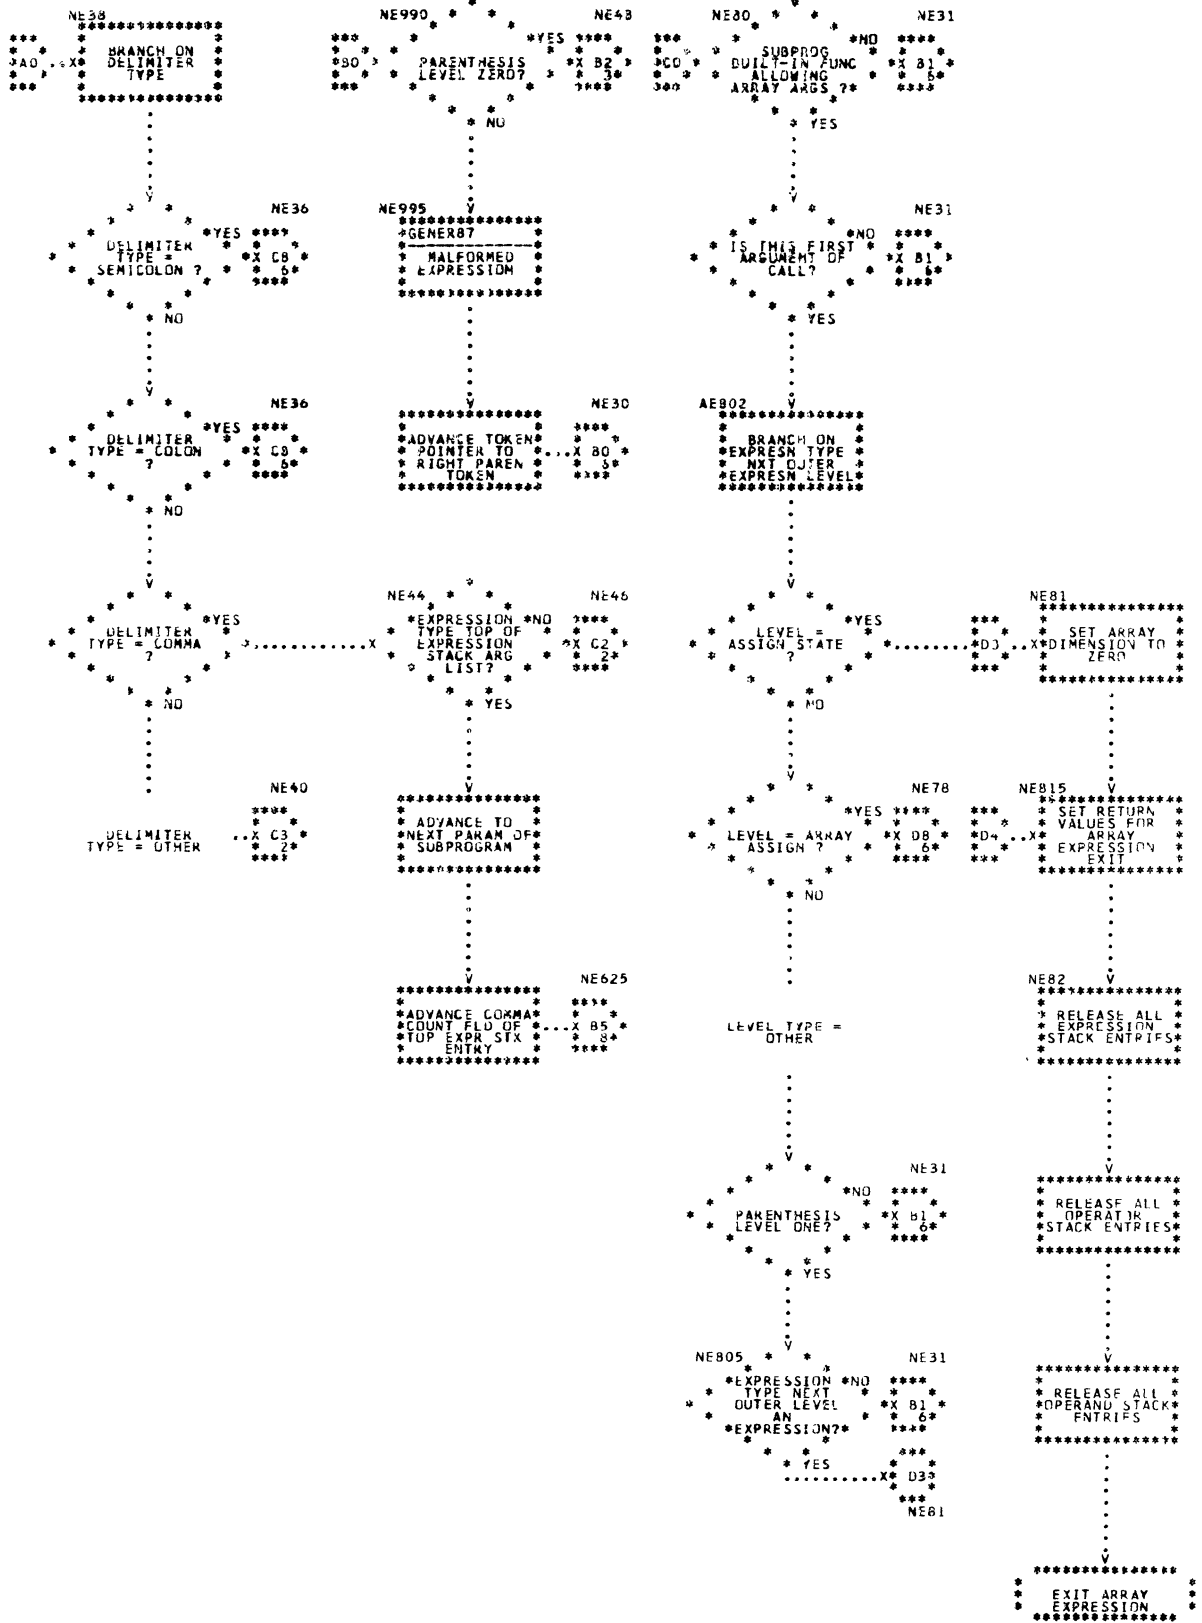 NE38
BRANCH ON
DELIMITER
TYPE
A0
DELIMITER
TYPE =
SEMICOLON ?
YES
NE36
C8
6
NO
DELIMITER
TYPE = COLON
?
YES
NE36
C8
6
NO
DELIMITER
TYPE = COMMA
?
YES
NO
DELIMITER
TYPE = OTHER
NE40
C3
2
NE990
B0
PARENTHESIS
LEVEL ZERO?
YES
NE43
B2
3
NO
NE995
GENER87
MALFORMED
EXPRESSION
ADVANCE TOKEN
POINTER TO
RIGHT PAREN
TOKEN
NE30
B0
NE44
EXPRESSION
TYPE TOP OF
EXPRESSION
STACK ARG
LIST?
NO
NE46
C2
2
YES
ADVANCE TO
NEXT PARAM OF
SUBPROGRAM
ADVANCE COMMA
COUNT FLD OF
TOP EXPR STX
ENTRY
NE625
B5
8
NE80
C0
SUBPROG
BUILT-IN FUNC
ALLOWING
ARRAY ARGS ?
NO
NE31
B1
6
YES
IS THIS FIRST
ARGUMENT OF
CALL?
NO
NE31
B1
6
YES
AE802
BRANCH ON
EXPRESN TYPE
NXT OUTER
EXPRESN LEVEL
LEVEL =
ASSIGN STATE
?
YES
NO
LEVEL = ARRAY
ASSIGN ?
YES
NE78
D8
6
NO
LEVEL TYPE =
OTHER
PARENTHESIS
LEVEL ONE?
NO
NE31
B1
6
YES
NE805
EXPRESSION
TYPE NEXT
OUTER LEVEL
AN
EXPRESSION?
NO
NE31
B1
6
YES
D3
NE81
NE81
D3
SET ARRAY
DIMENSION TO
ZERO
NE815
D4
SET RETURN
VALUES FOR
ARRAY
EXPRESSION
EXIT
NE82
RELEASE ALL
EXPRESSION
STACK ENTRIES
RELEASE ALL
OPERATOR
STACK ENTRIES
RELEASE ALL
OPERAND STACK
ENTRIES
EXIT ARRAY
EXPRESSION